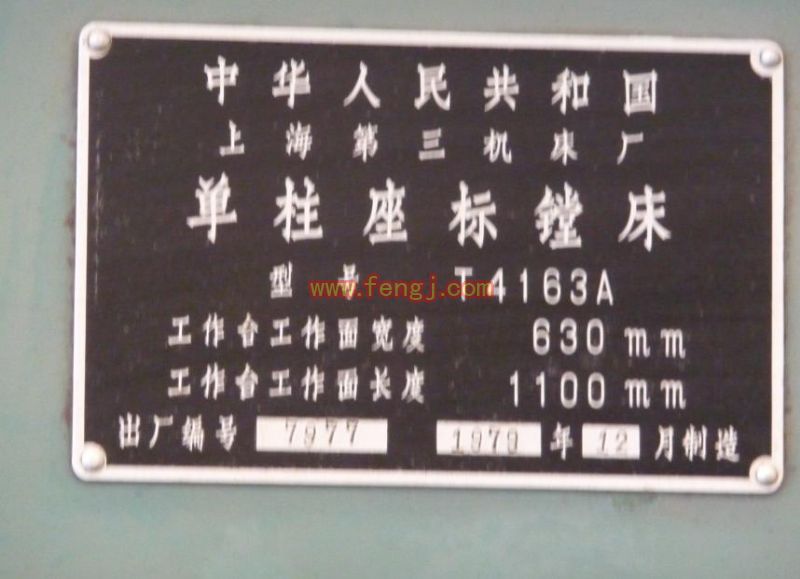 中华人民共和国
上海第三机床厂
单柱座标镗床
型号 T4163A
www.fengj.com
工作台工作面宽度 630mm
工作台工作面长度 1100mm
出厂编号 7977 1979年12月制造